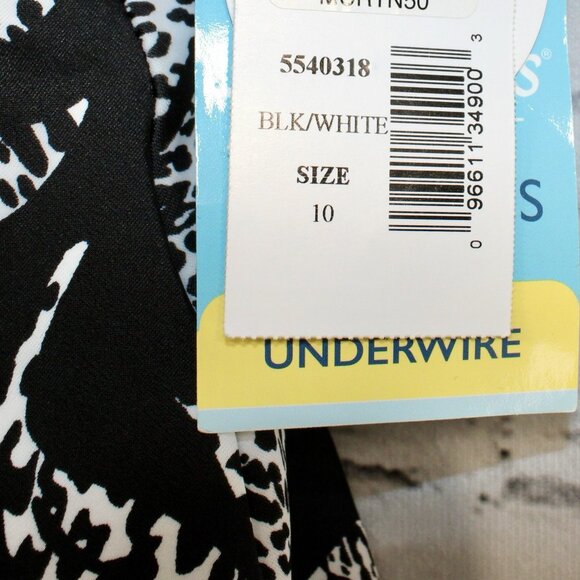 5540318
BLK/WHITE
SIZE
10
0 96611 34900 3
S®
S
UNDERWIRE